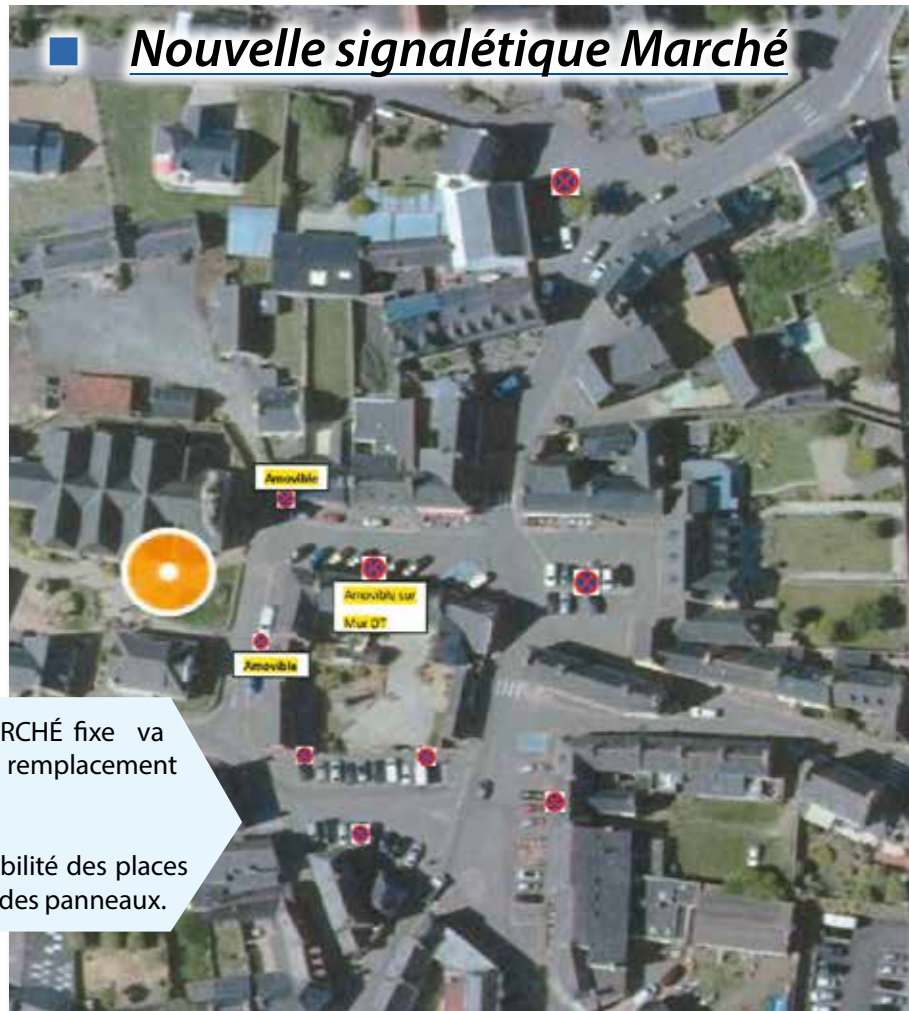 Nouvelle signalétique Marché
Amovible
Amovible sur
Mur DT
Amovible
RCHÉ fixe va
remplacement
bilité des places
des panneaux.